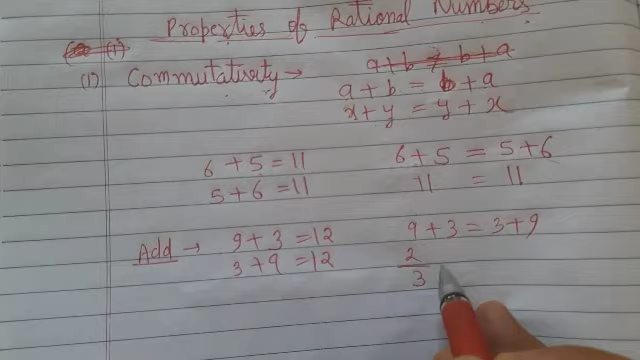 Properties of Rational Numbers
(1)
(1) Commutativity → a+b ≠ b+a
a+b = b+a
x+y = y+x
6+5=11 6+5 = 5+6
5+6=11 11 = 11
Add → 9+3=12 9+3=3+9
3+9=12 2
3